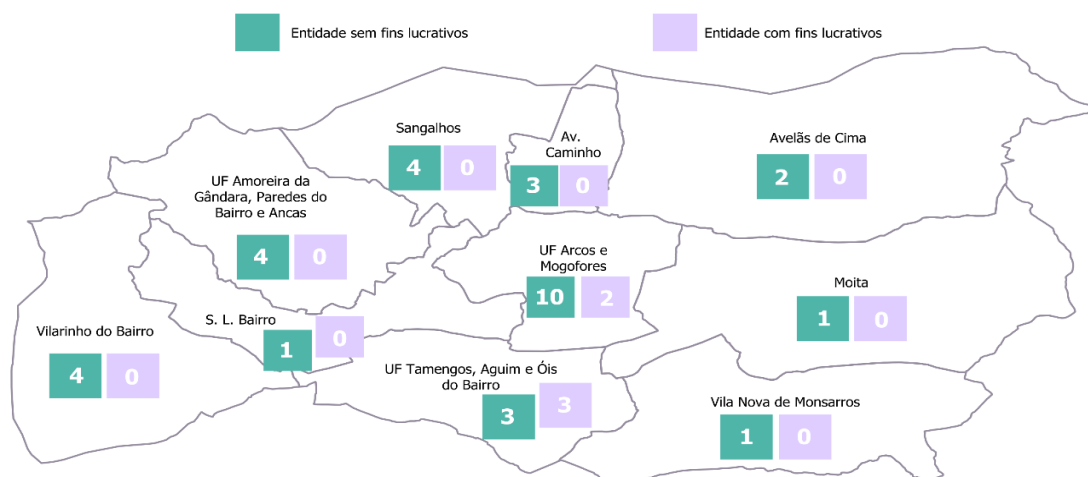 Entidade sem fins lucrativos
Entidade com fins lucrativos
Sangalhos
4 0
Av.
Caminho
3 0
Avelãs de Cima
2 0
UF Amoreira da
Gândara, Paredes do
Bairro e Ancas
4 0
UF Arcos e
Mogofores
10 2
Moita
1 0
S. L. Bairro
1 0
Vilarinho do Bairro
4 0
UF Tamengos, Aguim e Óis
do Bairro
3 3
Vila Nova de Monsarros
1 0